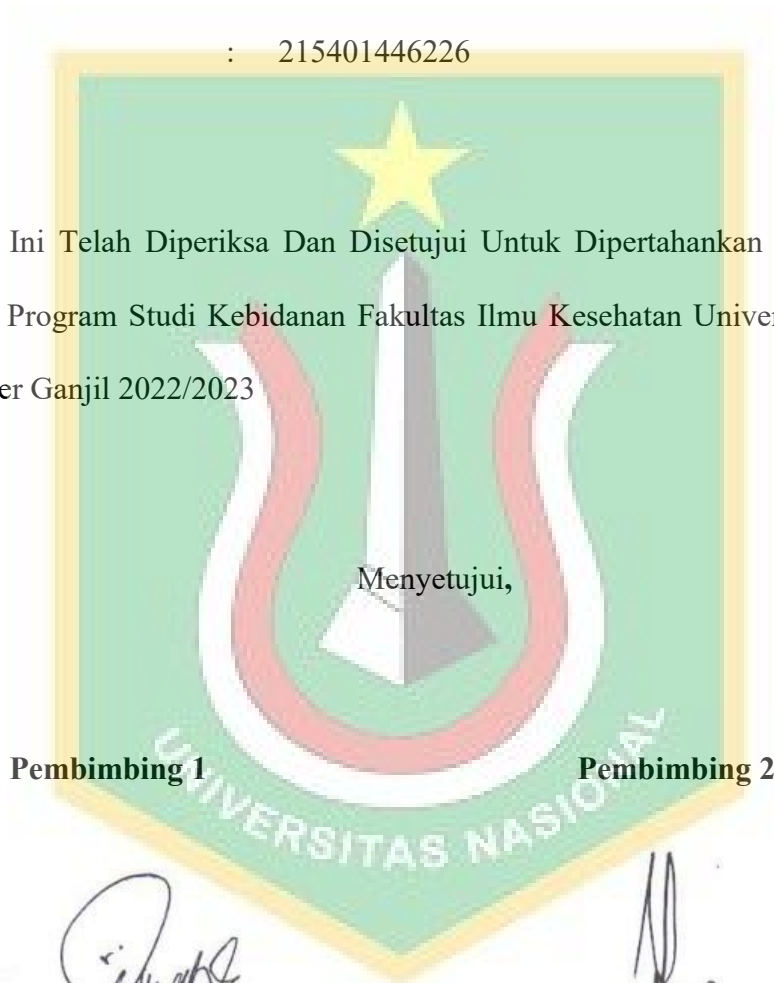 : 215401446226
Ini Telah Diperiksa Dan Disetujui Untuk Dipertahankan
Program Studi Kebidanan Fakultas Ilmu Kesehatan Univer
er Ganjil 2022/2023
Menyetujui,
Pembimbing 1 Pembimbing 2
UNIVERSITAS NASIONAL